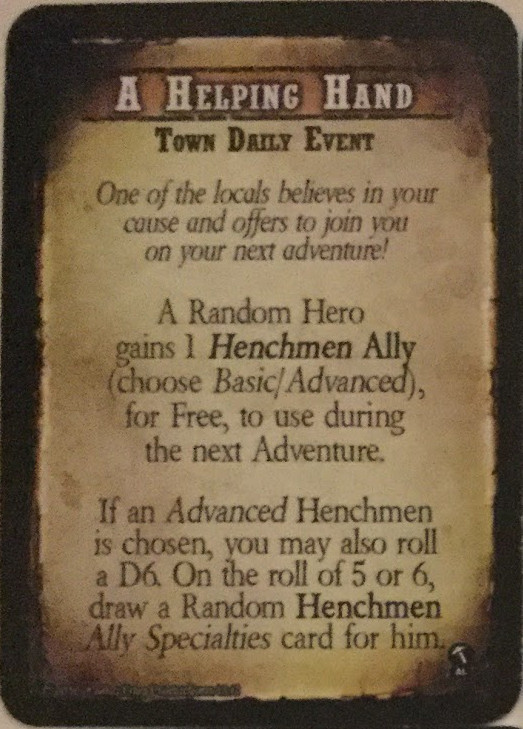 A Helping Hand
Town Daily Event
One of the locals believes in your
cause and offers to join you
on your next adventure!
A Random Hero
gains 1 Henchmen Ally
(choose Basic/Advanced),
for Free, to use during
the next Adventure.
If an Advanced Henchmen
is chosen, you may also roll
a D6. On the roll of 5 or 6,
draw a Random Henchmen
Ally Specialties card for him.
AL